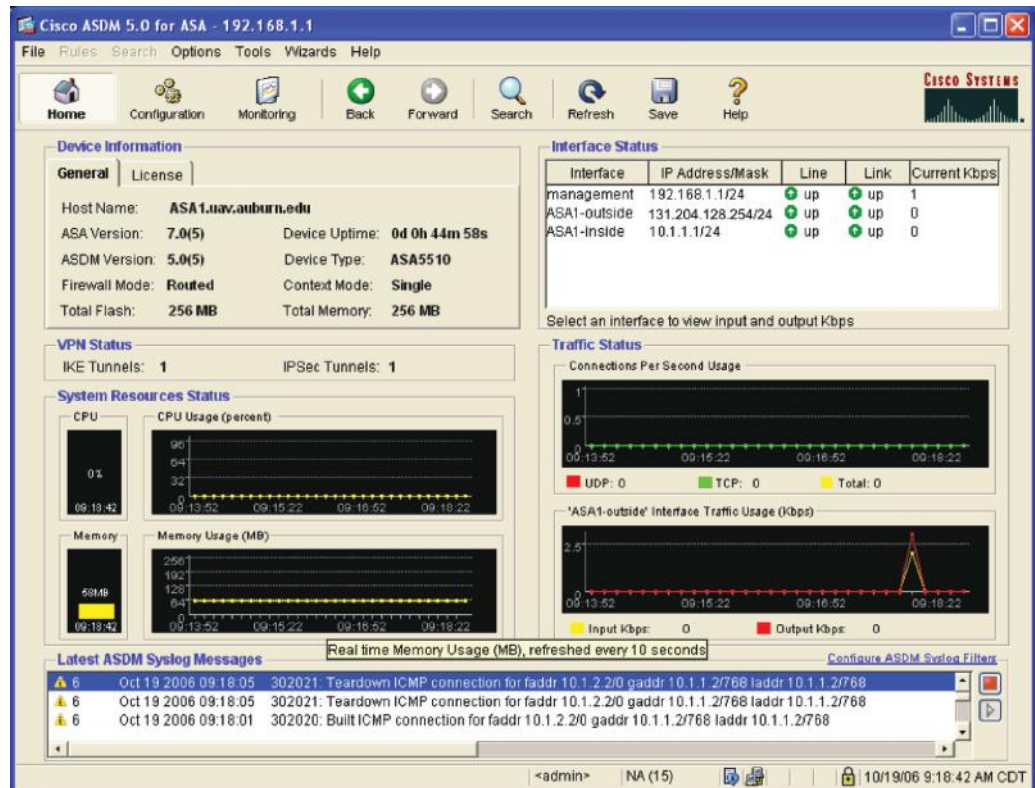 Cisco ASDM 5.0 for ASA - 192.168.1.1
File Rules Search Options Tools Wizards Help
Home Configuration Monitoring Back Forward Search Refresh Save Help
CISCO SYSTEMS
Device Information
General License
Host Name: ASA1.uav.auburn.edu
ASA Version: 7.0(5) Device Uptime: 0d 0h 44m 58s
ASDM Version: 5.0(5) Device Type: ASA5510
Firewall Mode: Routed Context Mode: Single
Total Flash: 256 MB Total Memory: 256 MB
Interface Status
Interface IP Address/Mask Line Link Current Kbps
management 192.168.1.1/24 up up 1
ASA1-outside 131.204.128.254/24 up up 0
ASA1-inside 10.1.1.1/24 up up 0
Select an interface to view input and output Kbps
VPN Status
IKE Tunnels: 1 IPSec Tunnels: 1
System Resources Status
CPU
0%
09:18:42
CPU Usage (percent)
96
64
32
0
09:13:52 09:15:22 09:16:52 09:18:22
Memory
58MB
09:18:42
Memory Usage (MB)
256
192
128
64
0
09:13:52 09:15:22 09:16:52 09:18:22
Real time Memory Usage (MB), refreshed every 10 seconds
Traffic Status
Connections Per Second Usage
1
0.5
0
09:13:52 09:15:22 09:16:52 09:18:22
UDP: 0 TCP: 0 Total: 0
'ASA1-outside' Interface Traffic Usage (Kbps)
2.5
0
09:13:52 09:15:22 09:16:52 09:18:22
Input Kbps: 0 Output Kbps: 0
Latest ASDM Syslog Messages
Configure ASDM Syslog Filters
6 Oct 19 2006 09:18:05 302021: Teardown ICMP connection for faddr 10.1.2.2/0 gaddr 10.1.1.2/768 laddr 10.1.1.2/768
6 Oct 19 2006 09:18:05 302021: Teardown ICMP connection for faddr 10.1.2.2/0 gaddr 10.1.1.2/768 laddr 10.1.1.2/768
6 Oct 19 2006 09:18:01 302020: Built ICMP connection for faddr 10.1.2.2/0 gaddr 10.1.1.2/768 laddr 10.1.1.2/768
<admin> NA (15) 10/19/06 9:18:42 AM CDT